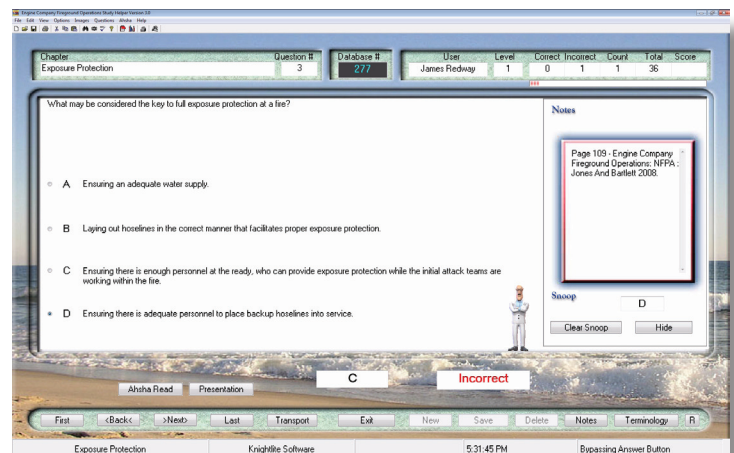 Engine Company Fireground Operations Study Helper Version 3.0
File Edit View Options Images Questions Ahsha Help
Chapter
Question #
Exposure Protection
3
Database #
277
User Level Correct Incorrect Count Total Score
James Redway 1 0 1 1 36
What may be considered the key to full exposure protection at a fire?
A Ensuring an adequate water supply.
B Laying out hoselines in the correct manner that facilitates proper exposure protection.
C Ensuring there is enough personnel at the ready, who can provide exposure protection while the initial attack teams are
working within the fire.
D Ensuring there is adequate personnel to place backup hoselines into service.
Notes
Page 109 - Engine Company
Fireground Operations: NFPA :
Jones And Bartlett 2008.
Snoop
D
Clear Snoop Hide
C
Incorrect
Ahsha Read Presentation
First <Back< >Next> Last Transport Exit New Save Delete Notes Terminology R
Exposure Protection Knightlite Software 5:31:45 PM Bypassing Answer Button